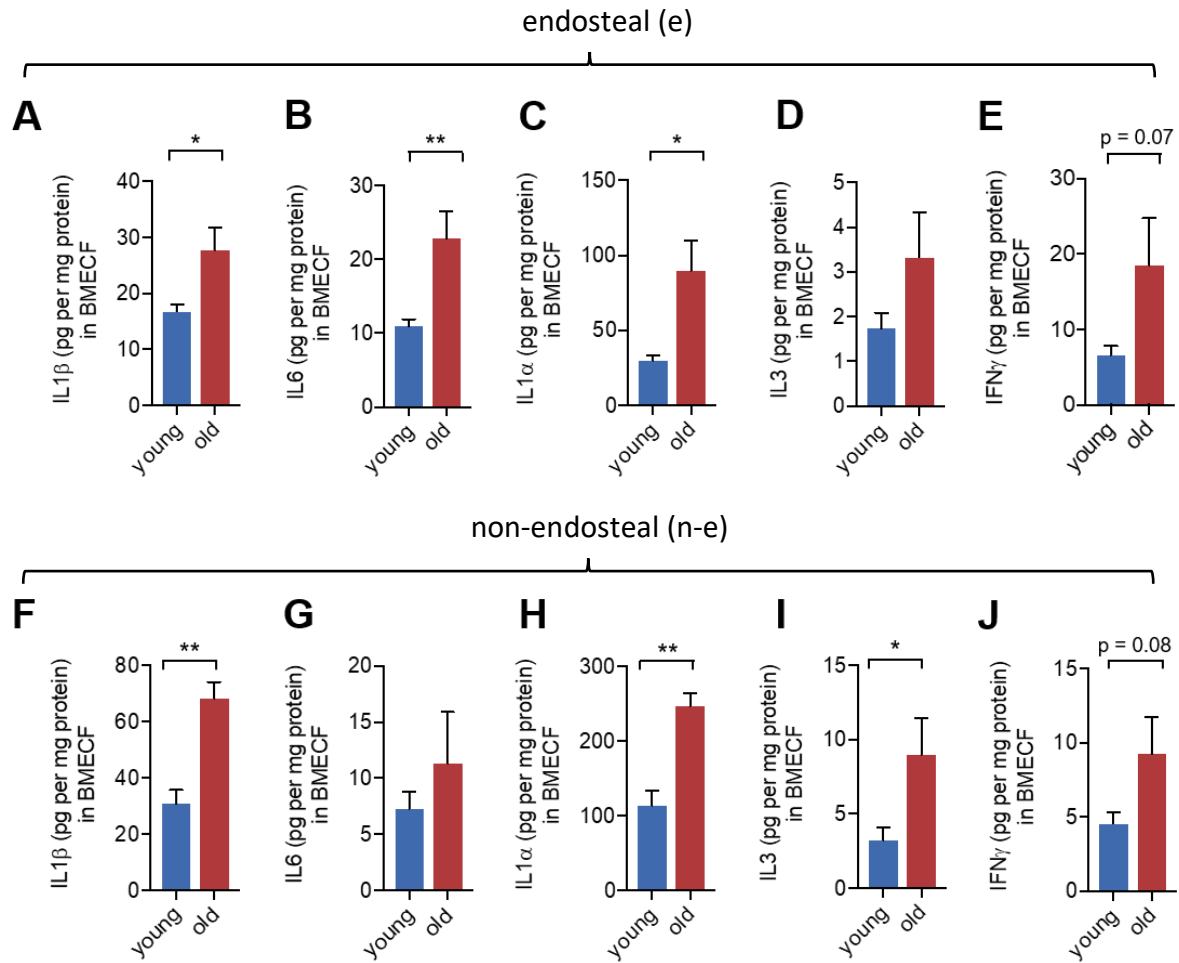 endosteal (e)
A
B
C
D
E
*
**
*
p = 0.07
IL1β (pg per mg protein)
in BMECF
40
30
20
10
0
young
old
IL6 (pg per mg protein)
in BMECF
30
20
10
0
young
old
IL1α (pg per mg protein)
in BMECF
150
100
50
0
young
old
IL3 (pg per mg protein)
in BMECF
5
4
3
2
1
0
young
old
IFNγ (pg per mg protein)
in BMECF
30
20
10
0
young
old
non-endosteal (n-e)
F
G
H
I
J
**
**
*
p = 0.08
IL1β (pg per mg protein)
in BMECF
80
60
40
20
0
young
old
IL6 (pg per mg protein)
in BMECF
20
15
10
5
0
young
old
IL1α (pg per mg protein)
in BMECF
300
200
100
0
young
old
IL3 (pg per mg protein)
in BMECF
15
10
5
0
young
old
IFNγ (pg per mg protein)
in BMECF
15
10
5
0
young
old